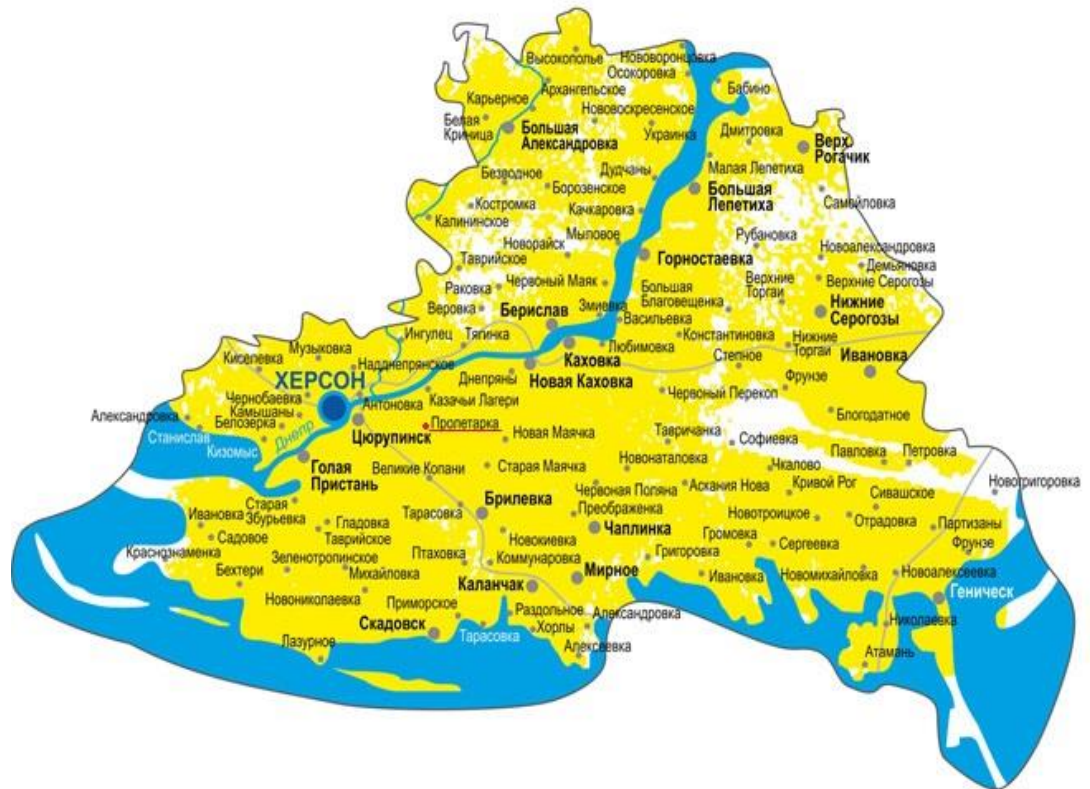 Высокополье
Нововоронцовка
Осокоровка
Бабино
Архангельское
Карьерное
Нововоскресенское
Белая
Криница
Большая
Александровка
Украинка
Дмитровка
Верх.
Рогачик
Малая Лепетиха
Безводное
Дудчаны
Борозенское
Большая
Лепетиха
Самойловка
Костромка
Качкаровка
Калининское
Мыловое
Рубановка
Новорайск
Новоалександровка
Таврийское
Горностаевка
Демьяновка
Червоный Маяк
Большая
Благовещенка
Верхние
Торгаи
Верхние Серогозы
Раковка
Нижние
Серогозы
Веровка
Берислав
Змиевка
Васильевка
Ингулец
Тягинка
Константиновка
Любимовка
Нижние
Торгаи
Музыковка
Киселевка
Надднепрянское
Каховка
Степное
Ивановка
Днепряны
Новая Каховка
Фрунзе
ХЕРСОН
Чернобаевка
Казачьи Лагери
Червоный Перекоп
Антоновка
Камышаны
Александровка
Белозерка
Благодатное
Цюрупинск
Пролетарка
Станислав
Днепр
Новая Маячка
Тавричанка
Софиевка
Кизомыс
Павловка
Петровка
Голая
Пристань
Великие Копани
Старая Маячка
Новонаталовка
Чкалово
Червоная Поляна
Аскания Нова
Кривой Рог
Новогригоровка
Старая
Збурьевка
Брилевка
Сивашское
Ивановка
Тарасовка
Преображенка
Новотроицкое
Отрадовка
Партизаны
Гладовка
Чаплинка
Садовое
Таврийское
Новокиевка
Громовка
Сергеевка
Фрунзе
Краснознаменка
Зеленотропинское
Птаховка
Коммунаровка
Григоровка
Бехтери
Михайловка
Мирное
Ивановка
Новомихайловка
Новоалексеевка
Каланчак
Геническ
Новониколаевка
Приморское
Раздольное
Александровка
Николаевка
Скадовск
Тарасовка
Хорлы
Лазурное
Алексеевка
Атамань